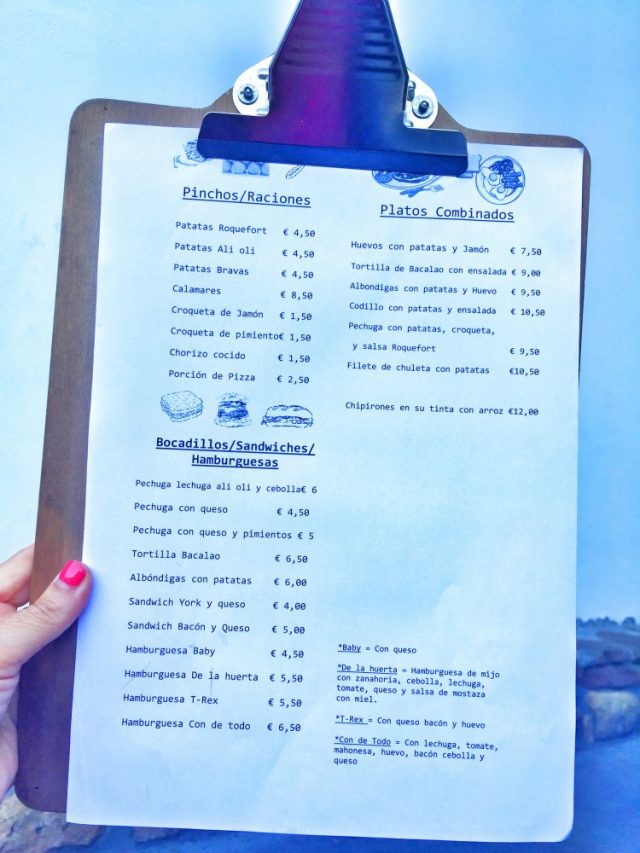 Pinchos/Raciones
Patatas Roquefort € 4,50
Patatas Ali oli € 4,50
Patatas Bravas € 4,50
Calamares € 8,50
Croqueta de Jamón € 1,50
Croqueta de pimiento€ 1,50
Chorizo cocido € 1,50
Porción de Pizza € 2,50
Bocadillos/Sandwiches/
Hamburguesas
Pechuga lechuga ali oli y cebolla€ 6
Pechuga con queso € 4,50
Pechuga con queso y pimientos € 5
Tortilla Bacalao € 6,50
Albóndigas con patatas € 6,00
Sandwich York y queso € 4,00
Sandwich Bacón y Queso € 5,00
Hamburguesa Baby € 4,50
Hamburguesa De la huerta € 5,50
Hamburguesa T-Rex € 5,50
Hamburguesa Con de todo € 6,50
Platos Combinados
Huevos con patatas y Jamón € 7,50
Tortilla de Bacalao con ensalada € 9,00
Albondigas con patatas y Huevo € 9,50
Codillo con patatas y ensalada € 10,50
Pechuga con patatas, croqueta,
y salsa Roquefort € 9,50
Filete de chuleta con patatas €10,50
Chipirones en su tinta con arroz €12,00
*Baby = Con queso
*De la huerta = Hamburguesa de mijo
con zanahoria, cebolla, lechuga,
tomate, queso y salsa de mostaza
con miel.
*T-Rex = Con queso bacón y huevo
*Con de Todo = Con lechuga, tomate,
mahonesa, huevo, bacón cebolla y
queso